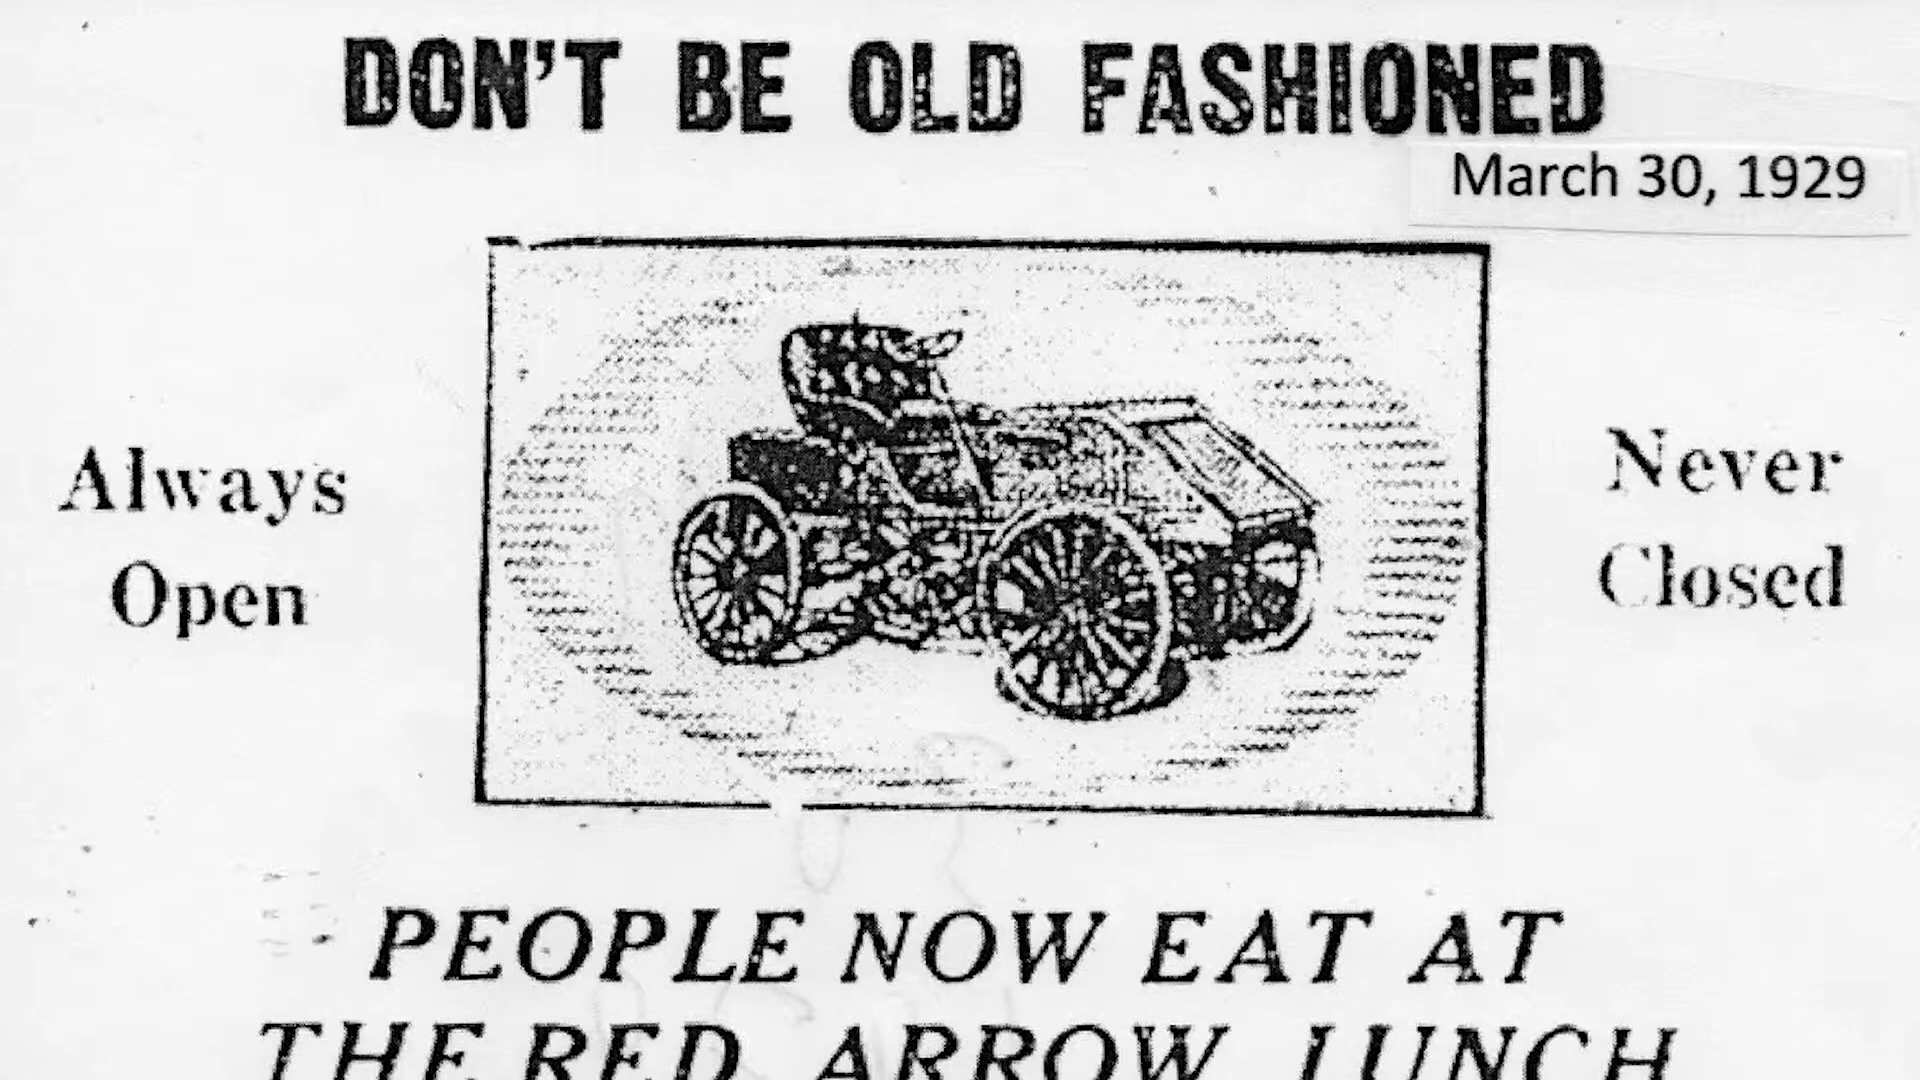 DON'T BE OLD FASHIONED
March 30, 1929
Always
Open
Never
Closed
PEOPLE NOW EAT AT
THE RED ARROW LUNCH